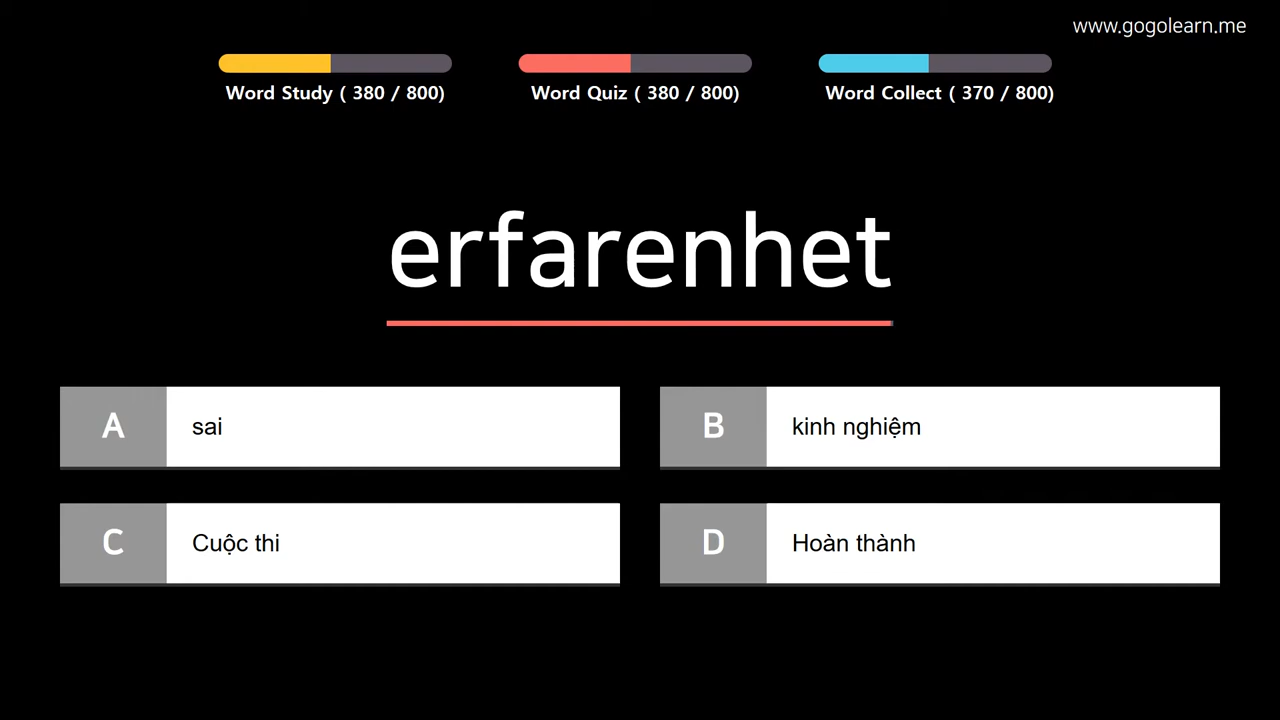 www.gogolearn.me
Word Study ( 380 / 800)
Word Quiz ( 380 / 800)
Word Collect ( 370 / 800)
erfarenhet
A sai
B kinh nghiệm
C Cuộc thi
D Hoàn thành